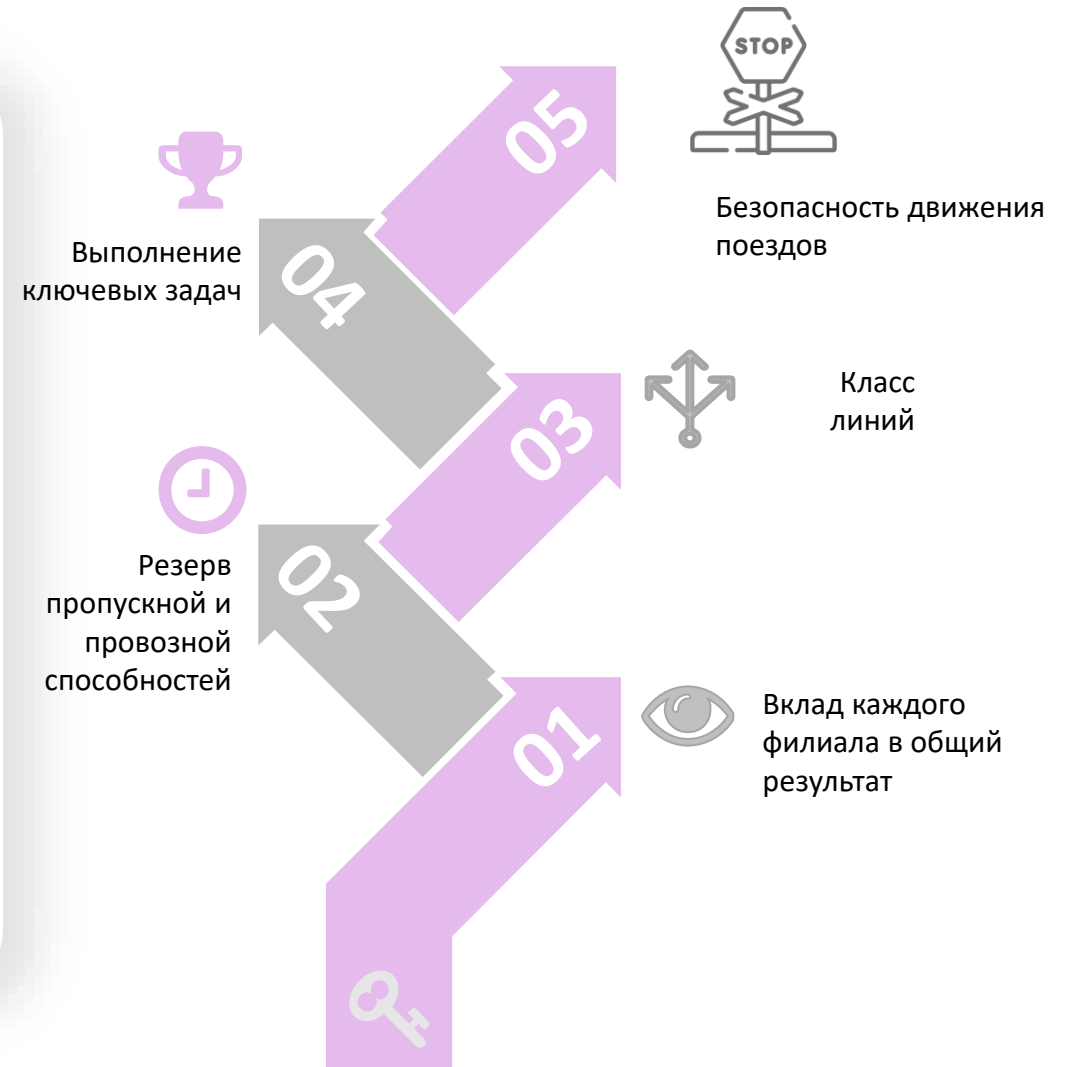 STOP
05
Безопасность движения
поездов
Выполнение
ключевых задач
04
03
Класс
линий
Резерв
пропускной и
провозной
способностей
02
01
Вклад каждого
филиала в общий
результат